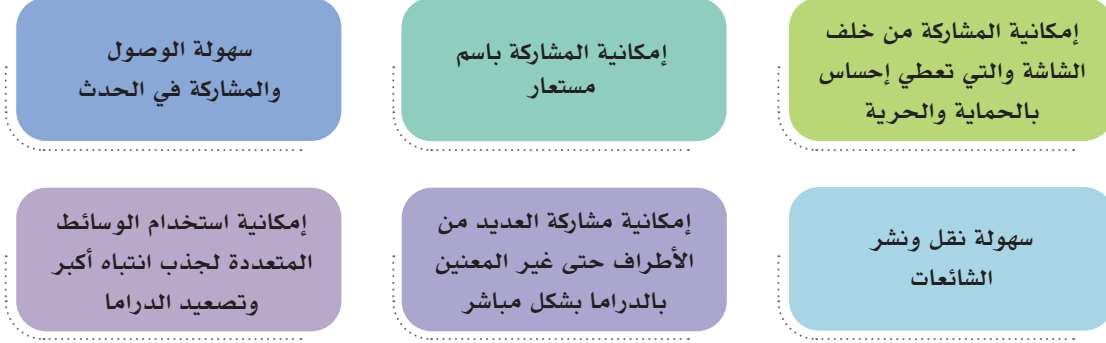 إمكانية المشاركة من خلف
الشاشة والتي تعطي إحساس
بالحماية والحرية
إمكانية المشاركة باسم
مستعار
سهولة الوصول
والمشاركة في الحدث
سهولة نقل ونشر
الشائعات
إمكانية مشاركة العديد من
الأطراف حتى غير المعنين
بالدراما بشكل مباشر
إمكانية استخدام الوسائط
المتعددة لجذب انتباه أكبر
وتصعيد الدراما